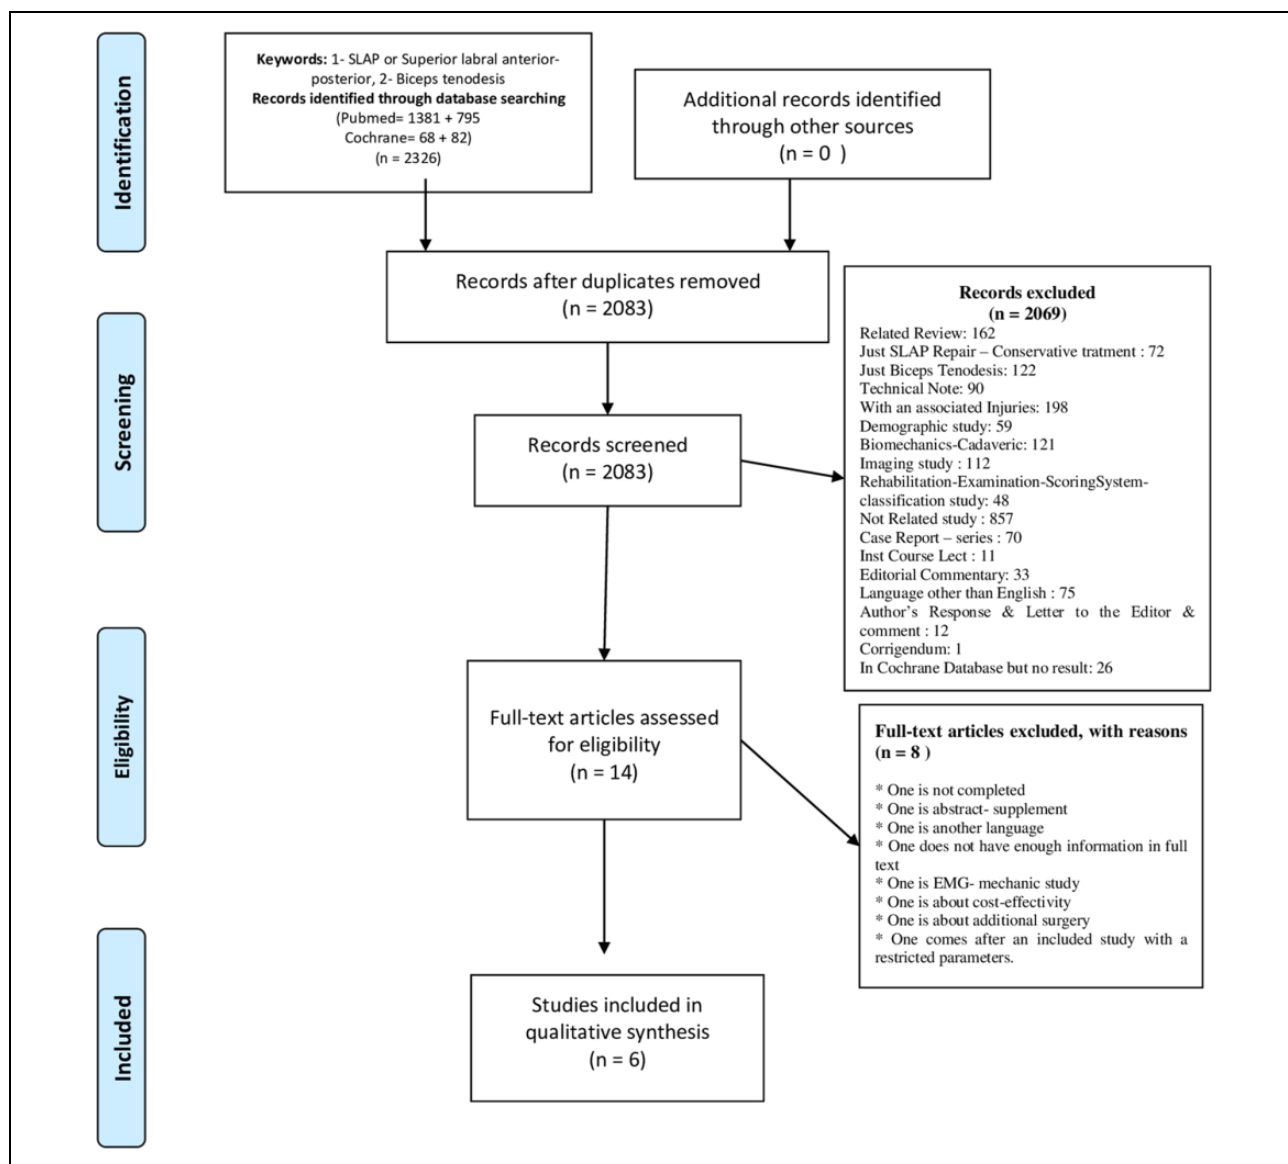 Identification
Keywords: 1- SLAP or Superior labral anterior-
posterior, 2- Biceps tenodesis
Records identified through database searching
(Pubmed= 1381 + 795
Cochrane= 68 + 82)
(n = 2326)
Additional records identified
through other sources
(n = 0 )
Records after duplicates removed
(n = 2083)
Screening
Records screened
(n = 2083)
Records excluded
(n = 2069)
Related Review: 162
Just SLAP Repair – Conservative tratment : 72
Just Biceps Tenodesis: 122
Technical Note: 90
With an associated Injuries: 198
Demographic study: 59
Biomechanics-Cadaveric: 121
Imaging study : 112
Rehabilitation-Examination-ScoringSystem-
classification study: 48
Not Related study : 857
Case Report – series : 70
Inst Course Lect : 11
Editorial Commentary: 33
Language other than English : 75
Author's Response & Letter to the Editor &
comment : 12
Corrigendum: 1
In Cochrane Database but no result: 26
Eligibility
Full-text articles assessed
for eligibility
(n = 14)
Full-text articles excluded, with reasons
(n = 8 )
* One is not completed
* One is abstract- supplement
* One is another language
* One does not have enough information in full
text
* One is EMG- mechanic study
* One is about cost-effectivity
* One is about additional surgery
* One comes after an included study with a
restricted parameters.
Included
Studies included in
qualitative synthesis
(n = 6)